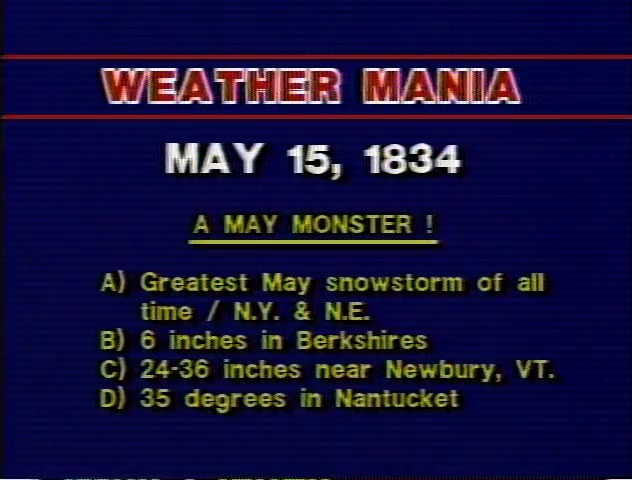 WEATHER MANIA
MAY 15, 1834
A MAY MONSTER !
A) Greatest May snowstorm of all
time / N.Y. & N.E.
B) 6 inches in Berkshires
C) 24-36 inches near Newbury, VT.
D) 35 degrees in Nantucket